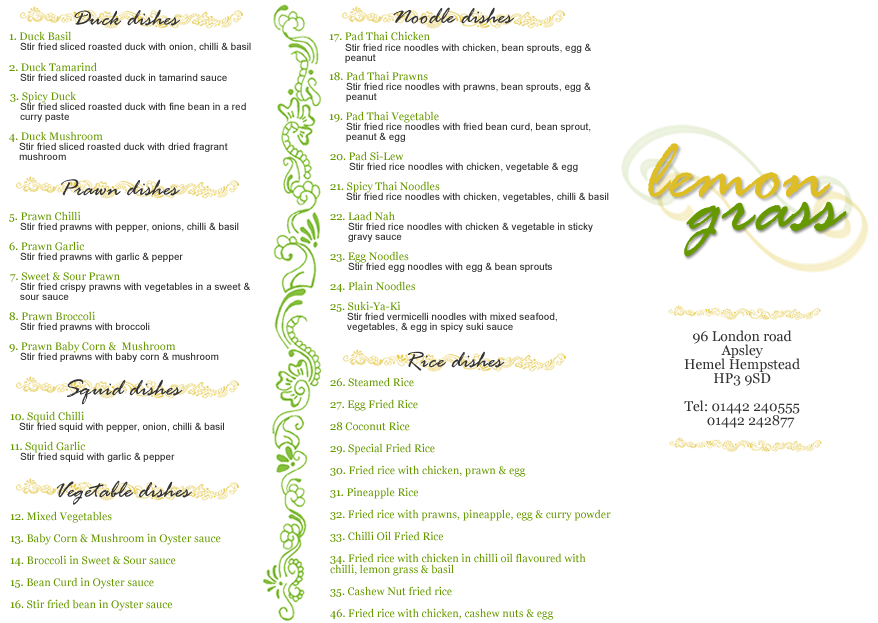 Duck dishes
1. Duck Basil
Stir fried sliced roasted duck with onion, chilli & basil
2. Duck Tamarind
Stir fried sliced roasted duck in tamarind sauce
3. Spicy Duck
Stir fried sliced roasted duck with fine bean in a red
curry paste
4. Duck Mushroom
Stir fried sliced roasted duck with dried fragrant
mushroom
Prawn dishes
5. Prawn Chilli
Stir fried prawns with pepper, onions, chilli & basil
6. Prawn Garlic
Stir fried prawns with garlic & pepper
7. Sweet & Sour Prawn
Stir fried crispy prawns with vegetables in a sweet &
sour sauce
8. Prawn Broccoli
Stir fried prawns with broccoli
9. Prawn Baby Corn & Mushroom
Stir fried prawns with baby corn & mushroom
Squid dishes
10. Squid Chilli
Stir fried squid with pepper, onion, chilli & basil
11. Squid Garlic
Stir fried squid with garlic & pepper
Vegetable dishes
12. Mixed Vegetables
13. Baby Corn & Mushroom in Oyster sauce
14. Broccoli in Sweet & Sour sauce
15. Bean Curd in Oyster sauce
16. Stir fried bean in Oyster sauce
Noodle dishes
17. Pad Thai Chicken
Stir fried rice noodles with chicken, bean sprouts, egg &
peanut
18. Pad Thai Prawns
Stir fried rice noodles with prawns, bean sprouts, egg &
peanut
19. Pad Thai Vegetable
Stir fried rice noodles with fried bean curd, bean sprout,
peanut & egg
20. Pad Si-Lew
Stir fried rice noodles with chicken, vegetable & egg
21. Spicy Thai Noodles
Stir fried rice noodles with chicken, vegetables, chilli & basil
22. Laad Nah
Stir fried rice noodles with chicken & vegetable in sticky
gravy sauce
23. Egg Noodles
Stir fried egg noodles with egg & bean sprouts
24. Plain Noodles
25. Suki-Ya-Ki
Stir fried vermicelli noodles with mixed seafood,
vegetables, & egg in spicy suki sauce
Rice dishes
26. Steamed Rice
27. Egg Fried Rice
28 Coconut Rice
29. Special Fried Rice
30. Fried rice with chicken, prawn & egg
31. Pineapple Rice
32. Fried rice with prawns, pineapple, egg & curry powder
33. Chilli Oil Fried Rice
34. Fried rice with chicken in chilli oil flavoured with
chilli, lemon grass & basil
35. Cashew Nut fried rice
46. Fried rice with chicken, cashew nuts & egg
lemon
grass
96 London road
Apsley
Hemel Hempstead
HP3 9SD
Tel: 01442 240555
01442 242877